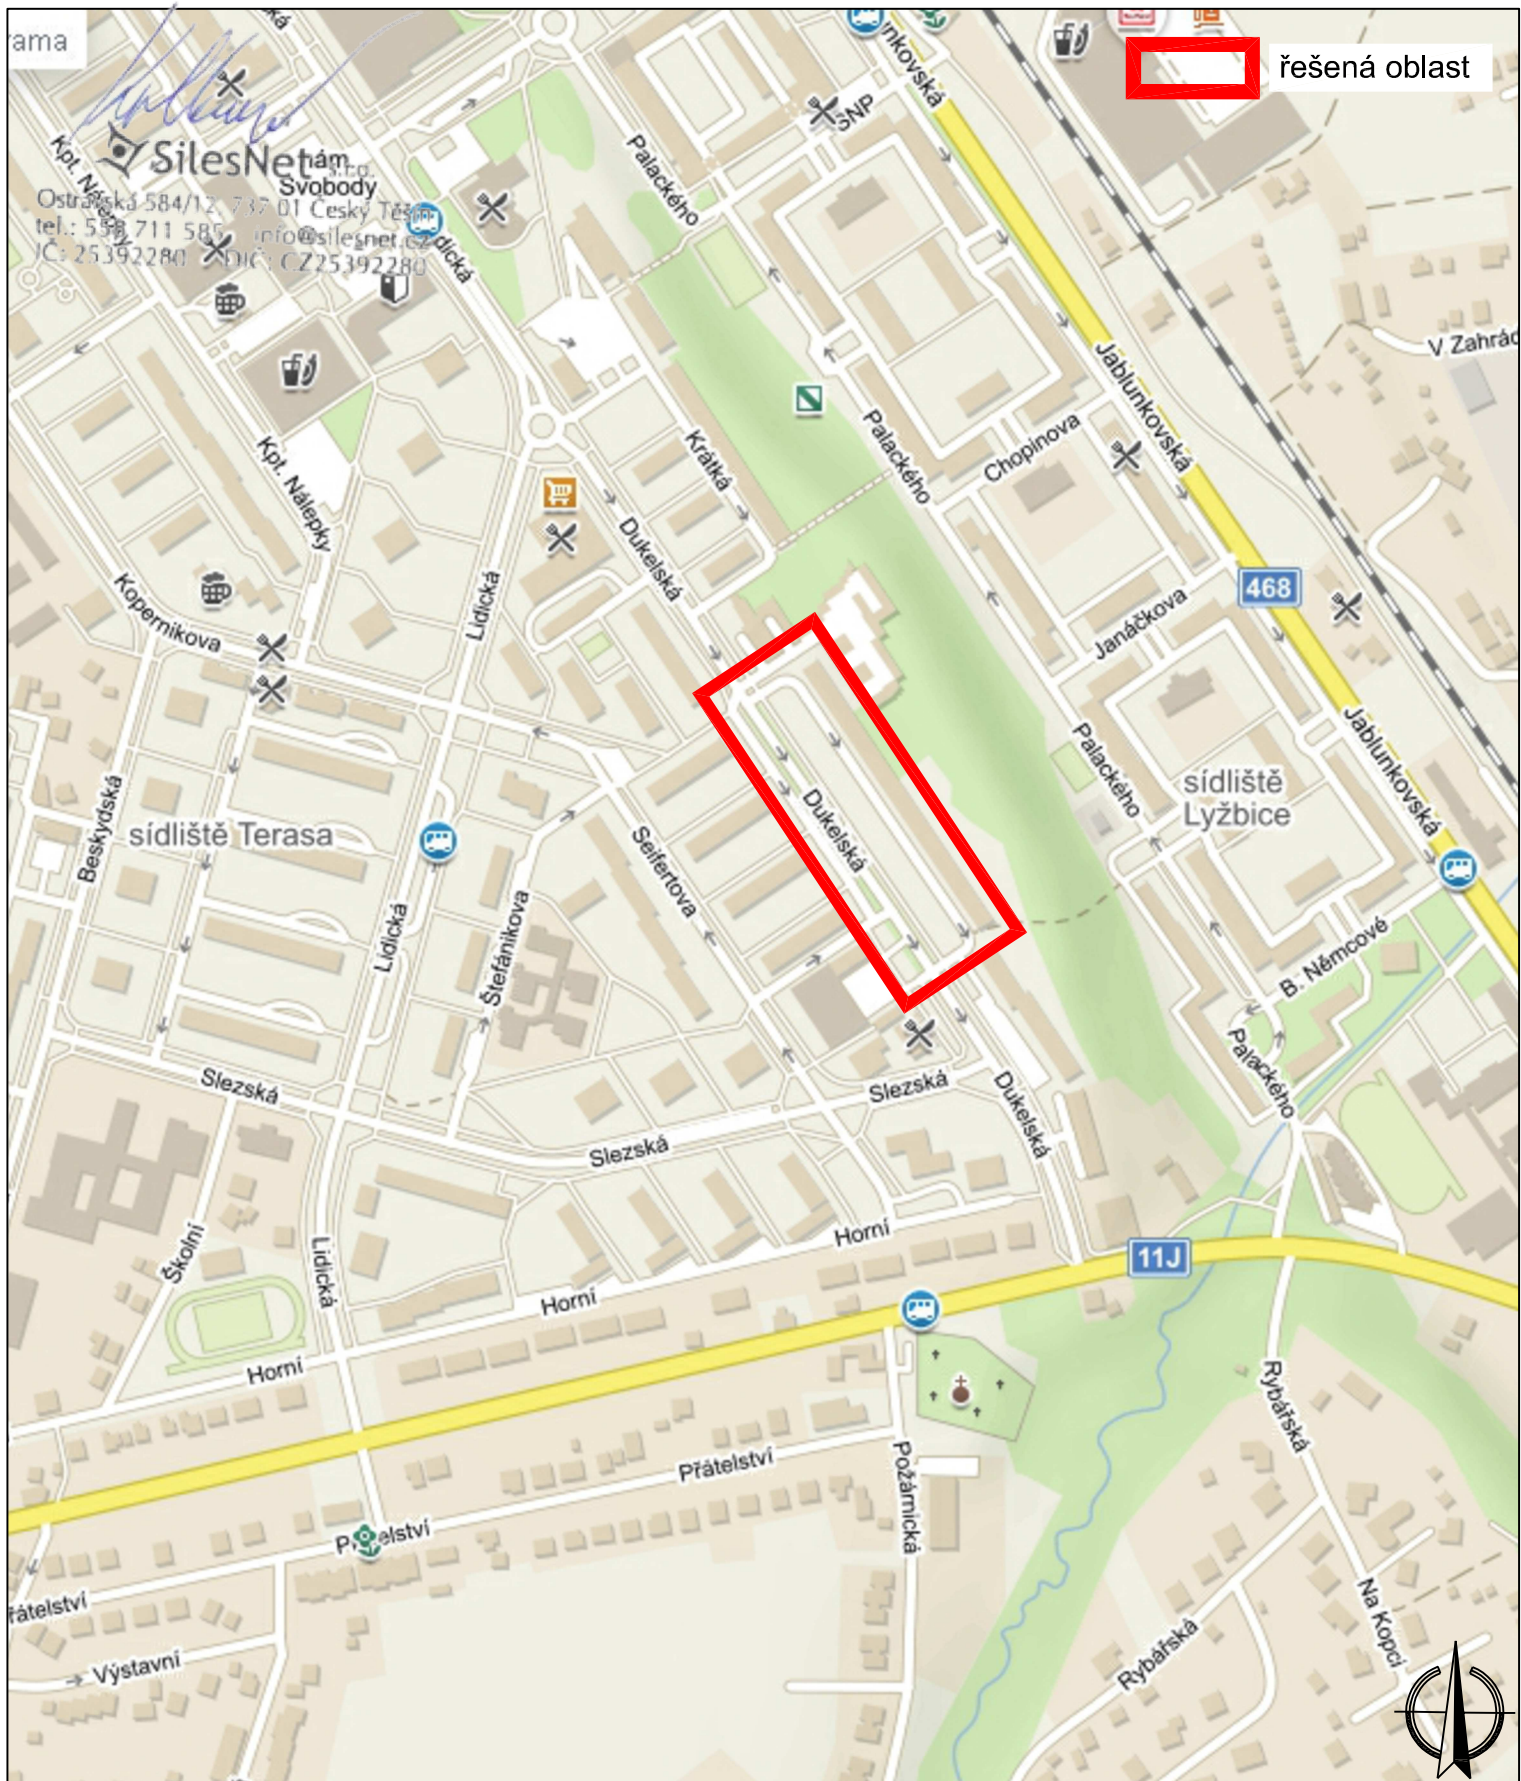 rama
řešená oblast
SilesNet s.r.o.
Ostravská 584/12, 737 01 Český Těšín
tel.: 558 711 585 info@silesnet.cz
IČ: 25392280 DIČ: CZ25392280
nám.
Svobody
Kpt. Nálepky
Lidická
Palackého
SNP
Jablunkovská
V Zahrád
Kpt. Nálepky
Krátká
Palackého
Chopinova
Dukelská
Kopernikova
Lidická
468
Janáčkova
Beskydská
sídliště Terasa
Dukelská
Seifertova
Palackého
sídliště
Lyžbice
Jablunkovská
Lidická
Štefánikova
B. Němcové
Palackého
Slezská
Slezská
Dukelská
Slezská
Školní
Lidická
Horní
11J
Horní
Horní
Rybářská
Přátelství
Požárnická
Přátelství
Na Kopci
řátelství
Výstavní
Rybářská